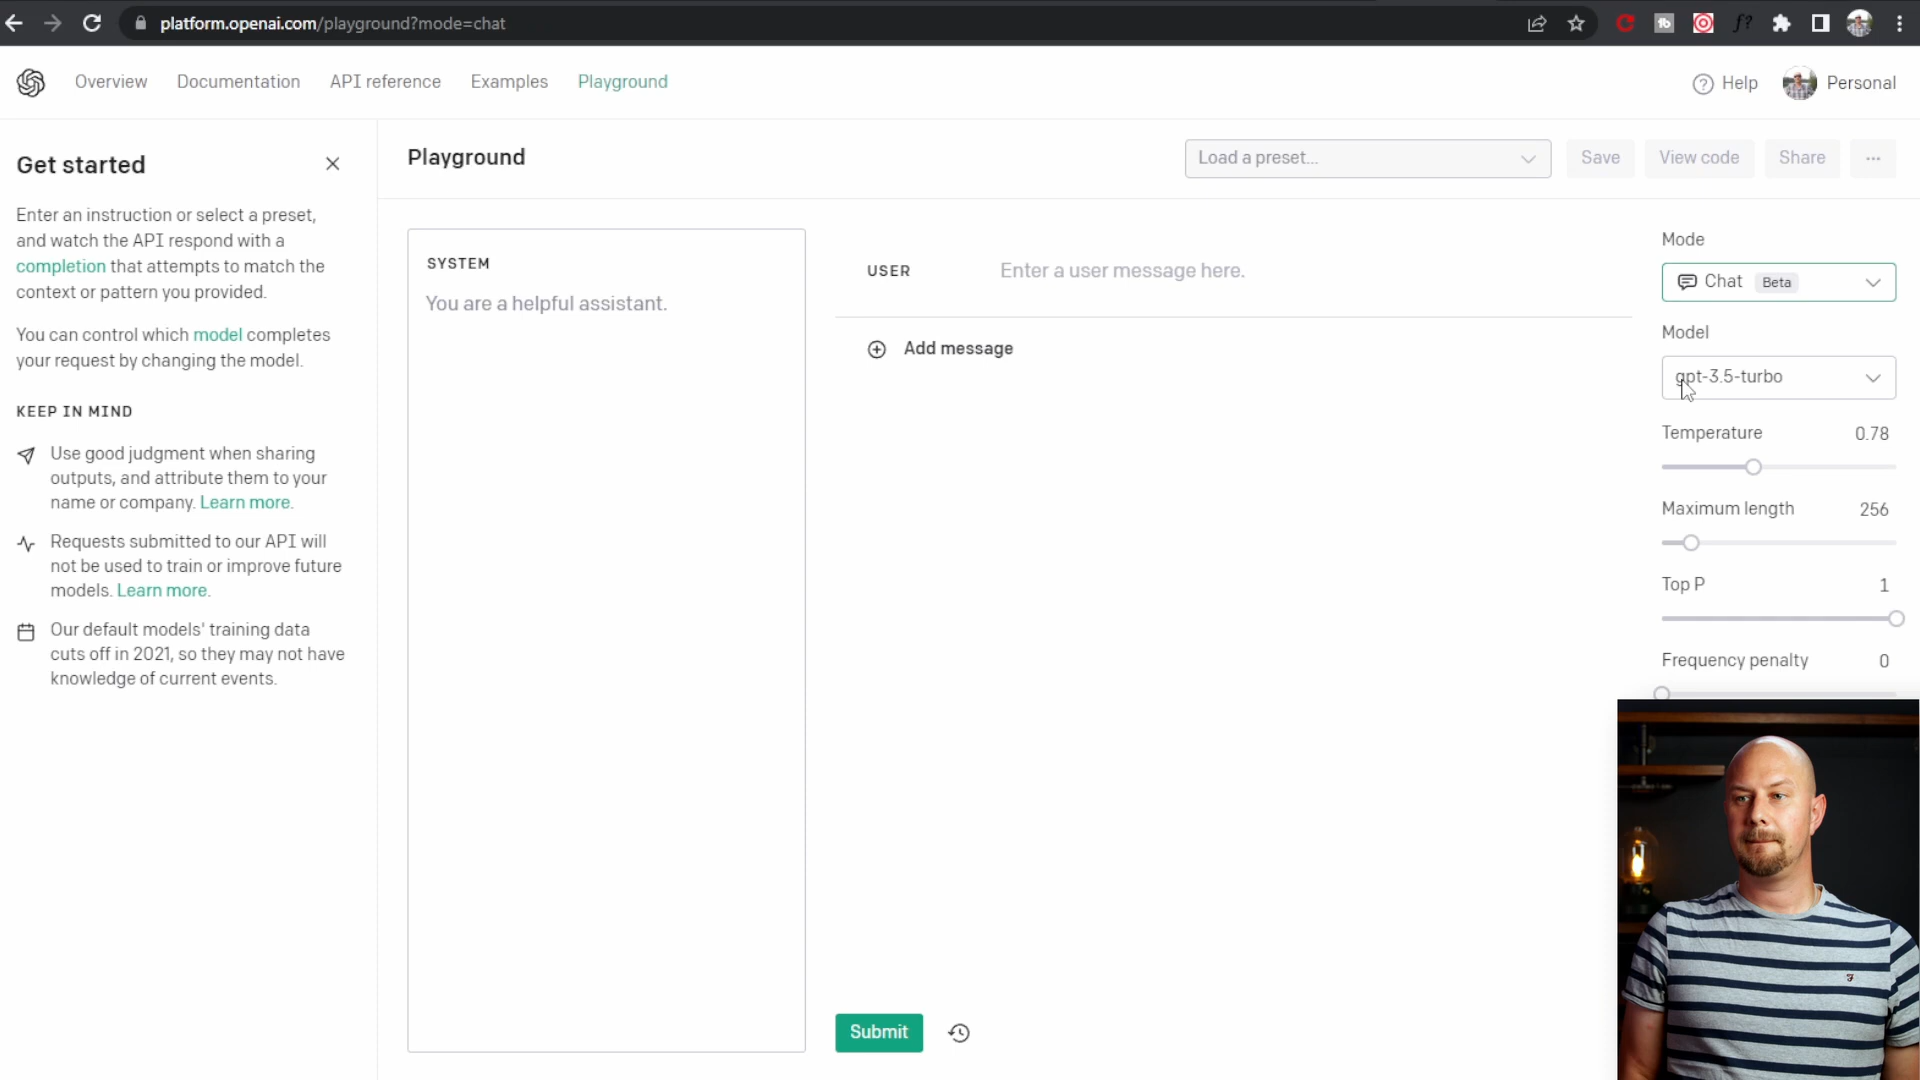 platform.openai.com/playground?mode=chat
Overview
Documentation
API reference
Examples
Playground
Help
Personal
Get started
Enter an instruction or select a preset,
and watch the API respond with a
completion that attempts to match the
context or pattern you provided.
You can control which model completes
your request by changing the model.
KEEP IN MIND
Use good judgment when sharing
outputs, and attribute them to your
name or company. Learn more.
Requests submitted to our API will
not be used to train or improve future
models. Learn more.
Our default models' training data
cuts off in 2021, so they may not have
knowledge of current events.
Playground
Load a preset...
Save
View code
Share
...
SYSTEM
You are a helpful assistant.
USER
Enter a user message here.
Add message
Submit
Mode
Chat
Beta
Model
gpt-3.5-turbo
Temperature
0.78
Maximum length
256
Top P
1
Frequency penalty
0